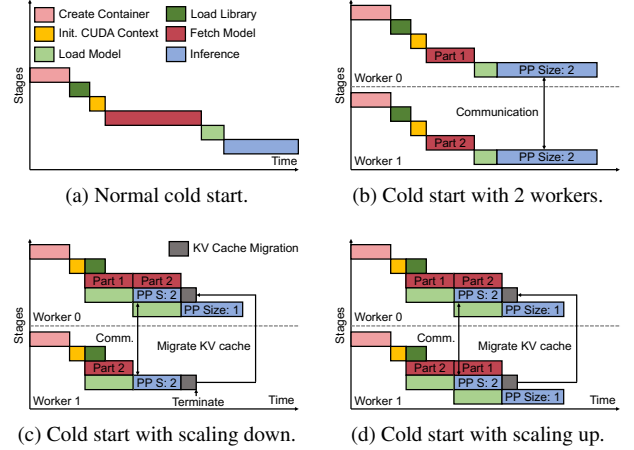 Create Container
Load Library
Init. CUDA Context
Fetch Model
Load Model
Inference
Stages
Time
(a) Normal cold start.
Stages
Part 1
PP Size: 2
Worker 0
Communication
Part 2
PP Size: 2
Worker 1
(b) Cold start with 2 workers.
KV Cache Migration
Stages
Part 1
Part 2
PP S: 2
Worker 0
PP Size: 1
Comm.
Migrate KV cache
Part 2
PP S: 2
Worker 1
Terminate
Time
(c) Cold start with scaling down.
Stages
Part 1
Part 2
PP S: 2
Worker 0
PP Size: 1
Comm.
Migrate KV cache
Part 2
Part 1
PP S: 2
Worker 1
PP Size: 1
Time
(d) Cold start with scaling up.